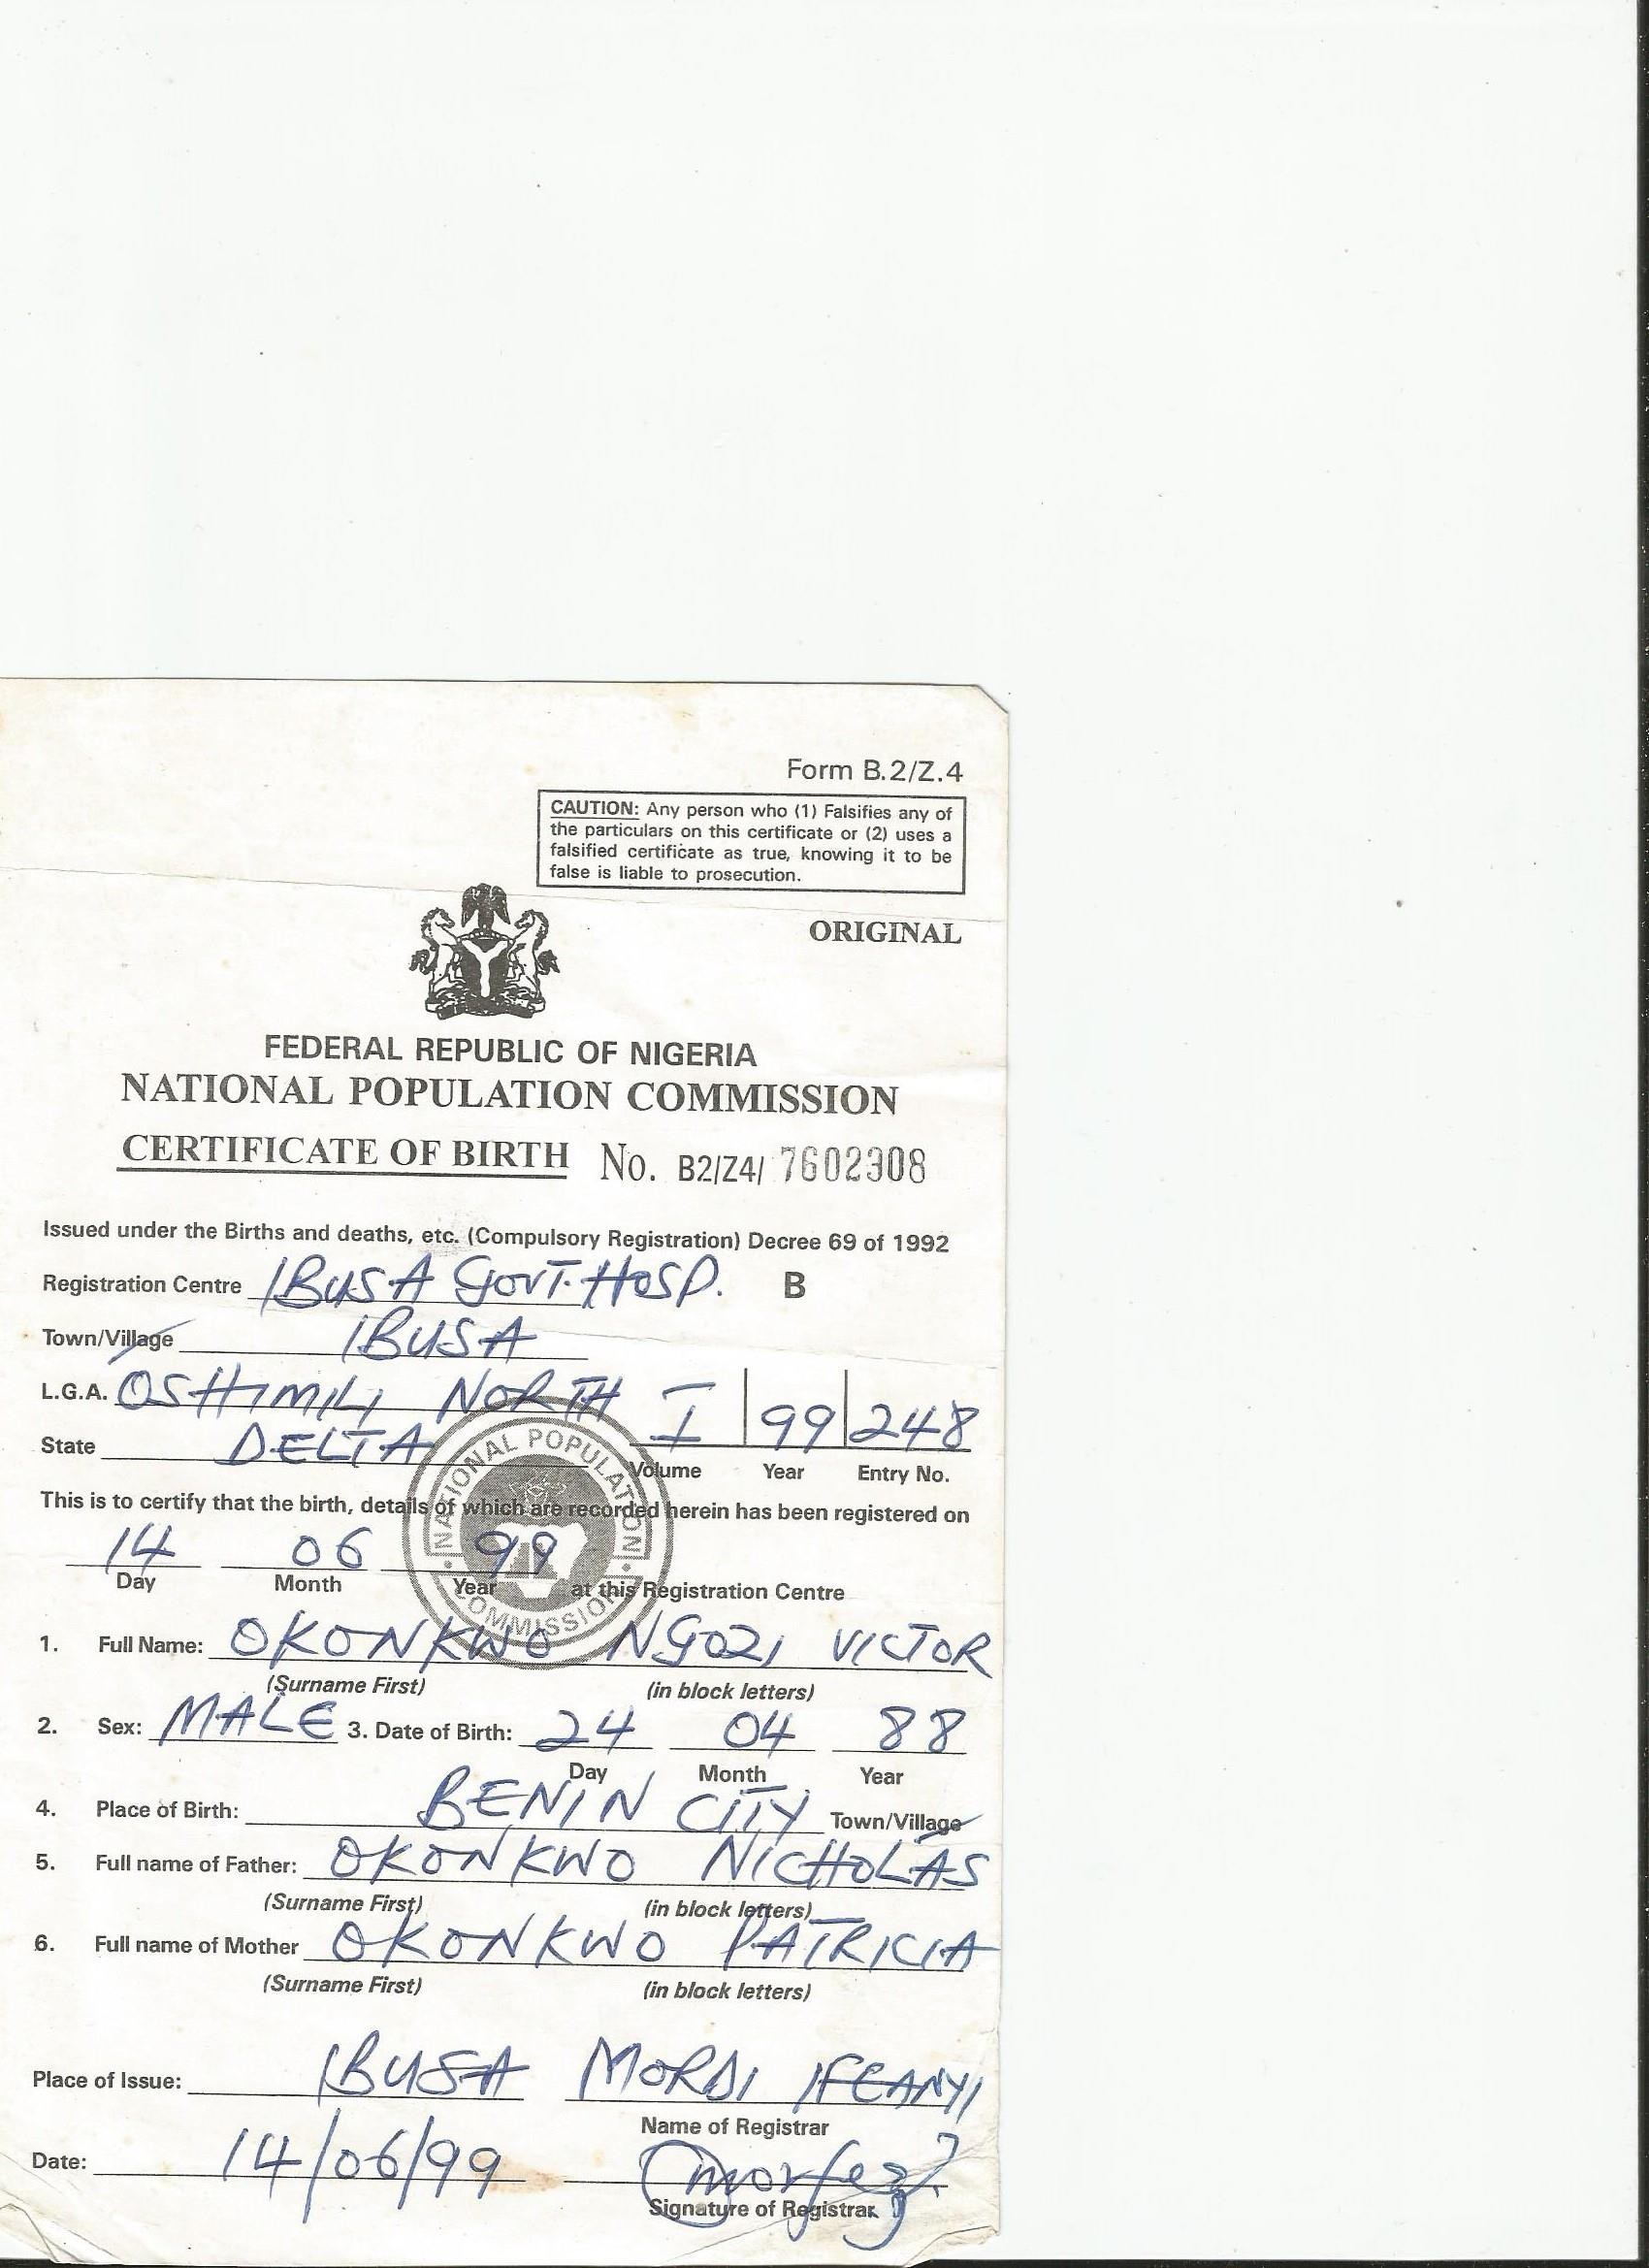 Form B.2/Z.4
CAUTION: Any person who (1) Falsifies any of
the particulars on this certificate or (2) uses a
falsified certificate as true, knowing it to be
false is liable to prosecution.
ORIGINAL
FEDERAL REPUBLIC OF NIGERIA
NATIONAL POPULATION COMMISSION
CERTIFICATE OF BIRTH No. B2/Z4/ 7602908
Issued under the Births and deaths, etc. (Compulsory Registration) Decree 69 of 1992
Registration Centre IBUSA GOVT. HOSP. B
Town/Village IBUSA
L.G.A. OSHIMILI NORTH I 99 248
State DELTA Volume Year Entry No.
This is to certify that the birth, details of which are recorded herein has been registered on
14 06 99
Day Month Year at this Registration Centre
NATIONAL POPULATION COMMISSION
1. Full Name: OKONKWO NGOZI VICTOR
(Surname First) (in block letters)
2. Sex: MALE 3. Date of Birth: 24 04 88
Day Month Year
4. Place of Birth: BENIN CITY Town/Village
5. Full name of Father: OKONKWO NICHOLAS
(Surname First) (in block letters)
6. Full name of Mother OKONKWO PATRICIA
(Surname First) (in block letters)
Place of Issue: IBUSA MORDI IFEANYI
Name of Registrar
Date: 14/06/99
Signature of Registrar